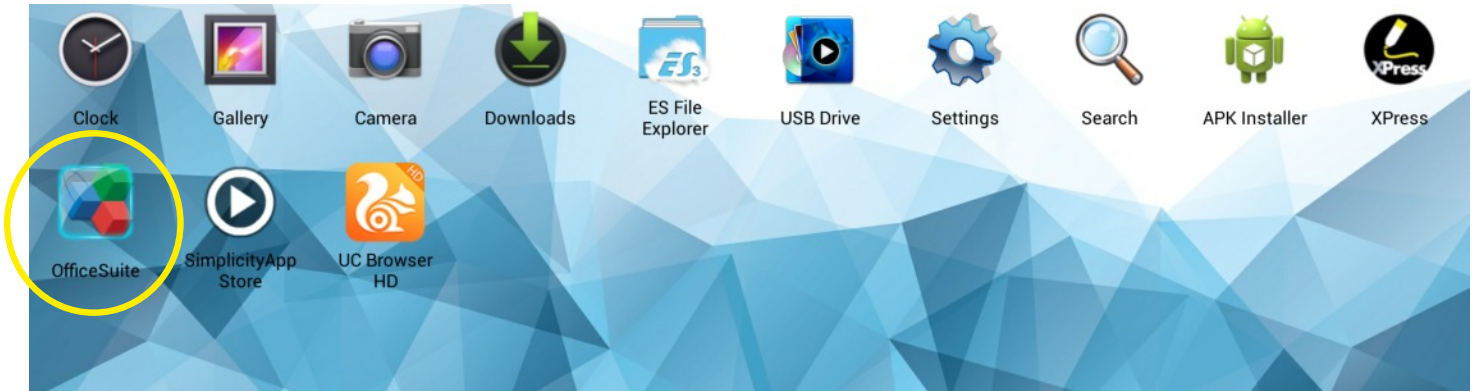 Clock
Gallery
Camera
Downloads
ES File
Explorer
USB Drive
Settings
Search
APK Installer
XPress
ES3
XPress
OfficeSuite
SimplicityApp
Store
UC Browser
HD
HD